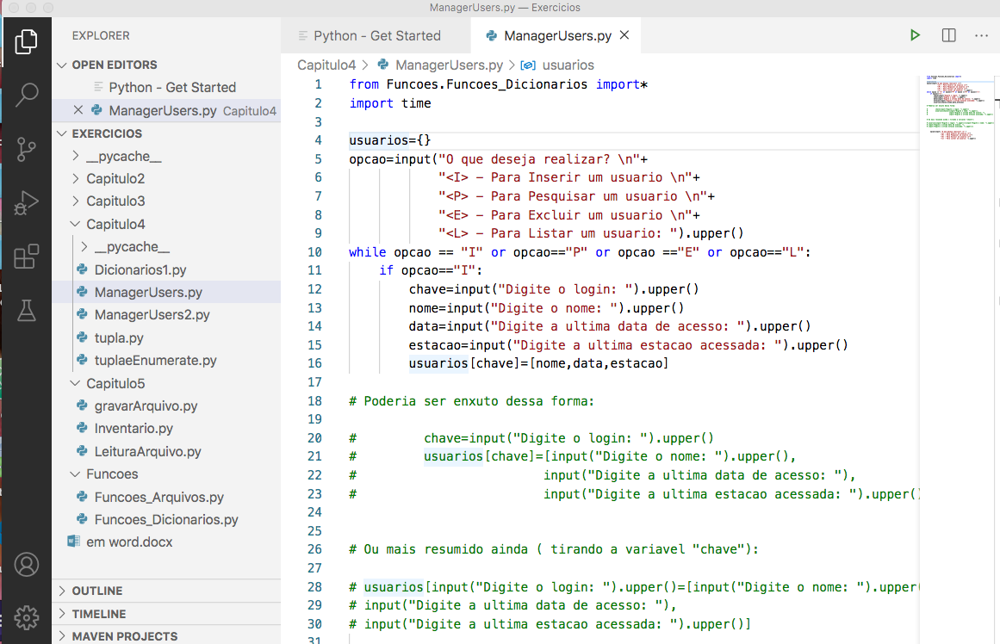 ManagerUsers.py — Exercicios
EXPLORER
OPEN EDITORS
Python - Get Started
ManagerUsers.py Capitulo4
EXERCICIOS
__pycache__
Capitulo2
Capitulo3
Capitulo4
__pycache__
Dicionarios1.py
ManagerUsers.py
ManagerUsers2.py
tupla.py
tuplaeEnumerate.py
Capitulo5
gravarArquivo.py
Inventario.py
LeituraArquivo.py
Funcoes
Funcoes_Arquivos.py
Funcoes_Dicionarios.py
em word.docx
OUTLINE
TIMELINE
MAVEN PROJECTS
Python - Get Started
ManagerUsers.py
Capitulo4 > ManagerUsers.py > usuarios
1 from Funcoes.Funcoes_Dicionarios import*
2 import time
3
4 usuarios={}
5 opcao=input("O que deseja realizar? \n"+
6 "<I> - Para Inserir um usuario \n"+
7 "<P> - Para Pesquisar um usuario \n"+
8 "<E> - Para Excluir um usuario \n"+
9 "<L> - Para Listar um usuario: ").upper()
10 while opcao == "I" or opcao=="P" or opcao =="E" or opcao=="L":
11 if opcao=="I":
12 chave=input("Digite o login: ").upper()
13 nome=input("Digite o nome: ").upper()
14 data=input("Digite a ultima data de acesso: ").upper()
15 estacao=input("Digite a ultima estacao acessada: ").upper()
16 usuarios[chave]=[nome,data,estacao]
17
18 # Poderia ser enxuto dessa forma:
19
20 # chave=input("Digite o login: ").upper()
21 # usuarios[chave]=[input("Digite o nome: ").upper(),
22 # input("Digite a ultima data de acesso: "),
23 # input("Digite a ultima estacao acessada: ").upper()
24
25
26 # Ou mais resumido ainda ( tirando a variavel "chave"):
27
28 # usuarios[input("Digite o login: ").upper()=[input("Digite o nome: ").upper(
29 # input("Digite a ultima data de acesso: "),
30 # input("Digite a ultima estacao acessada: ").upper()]
31